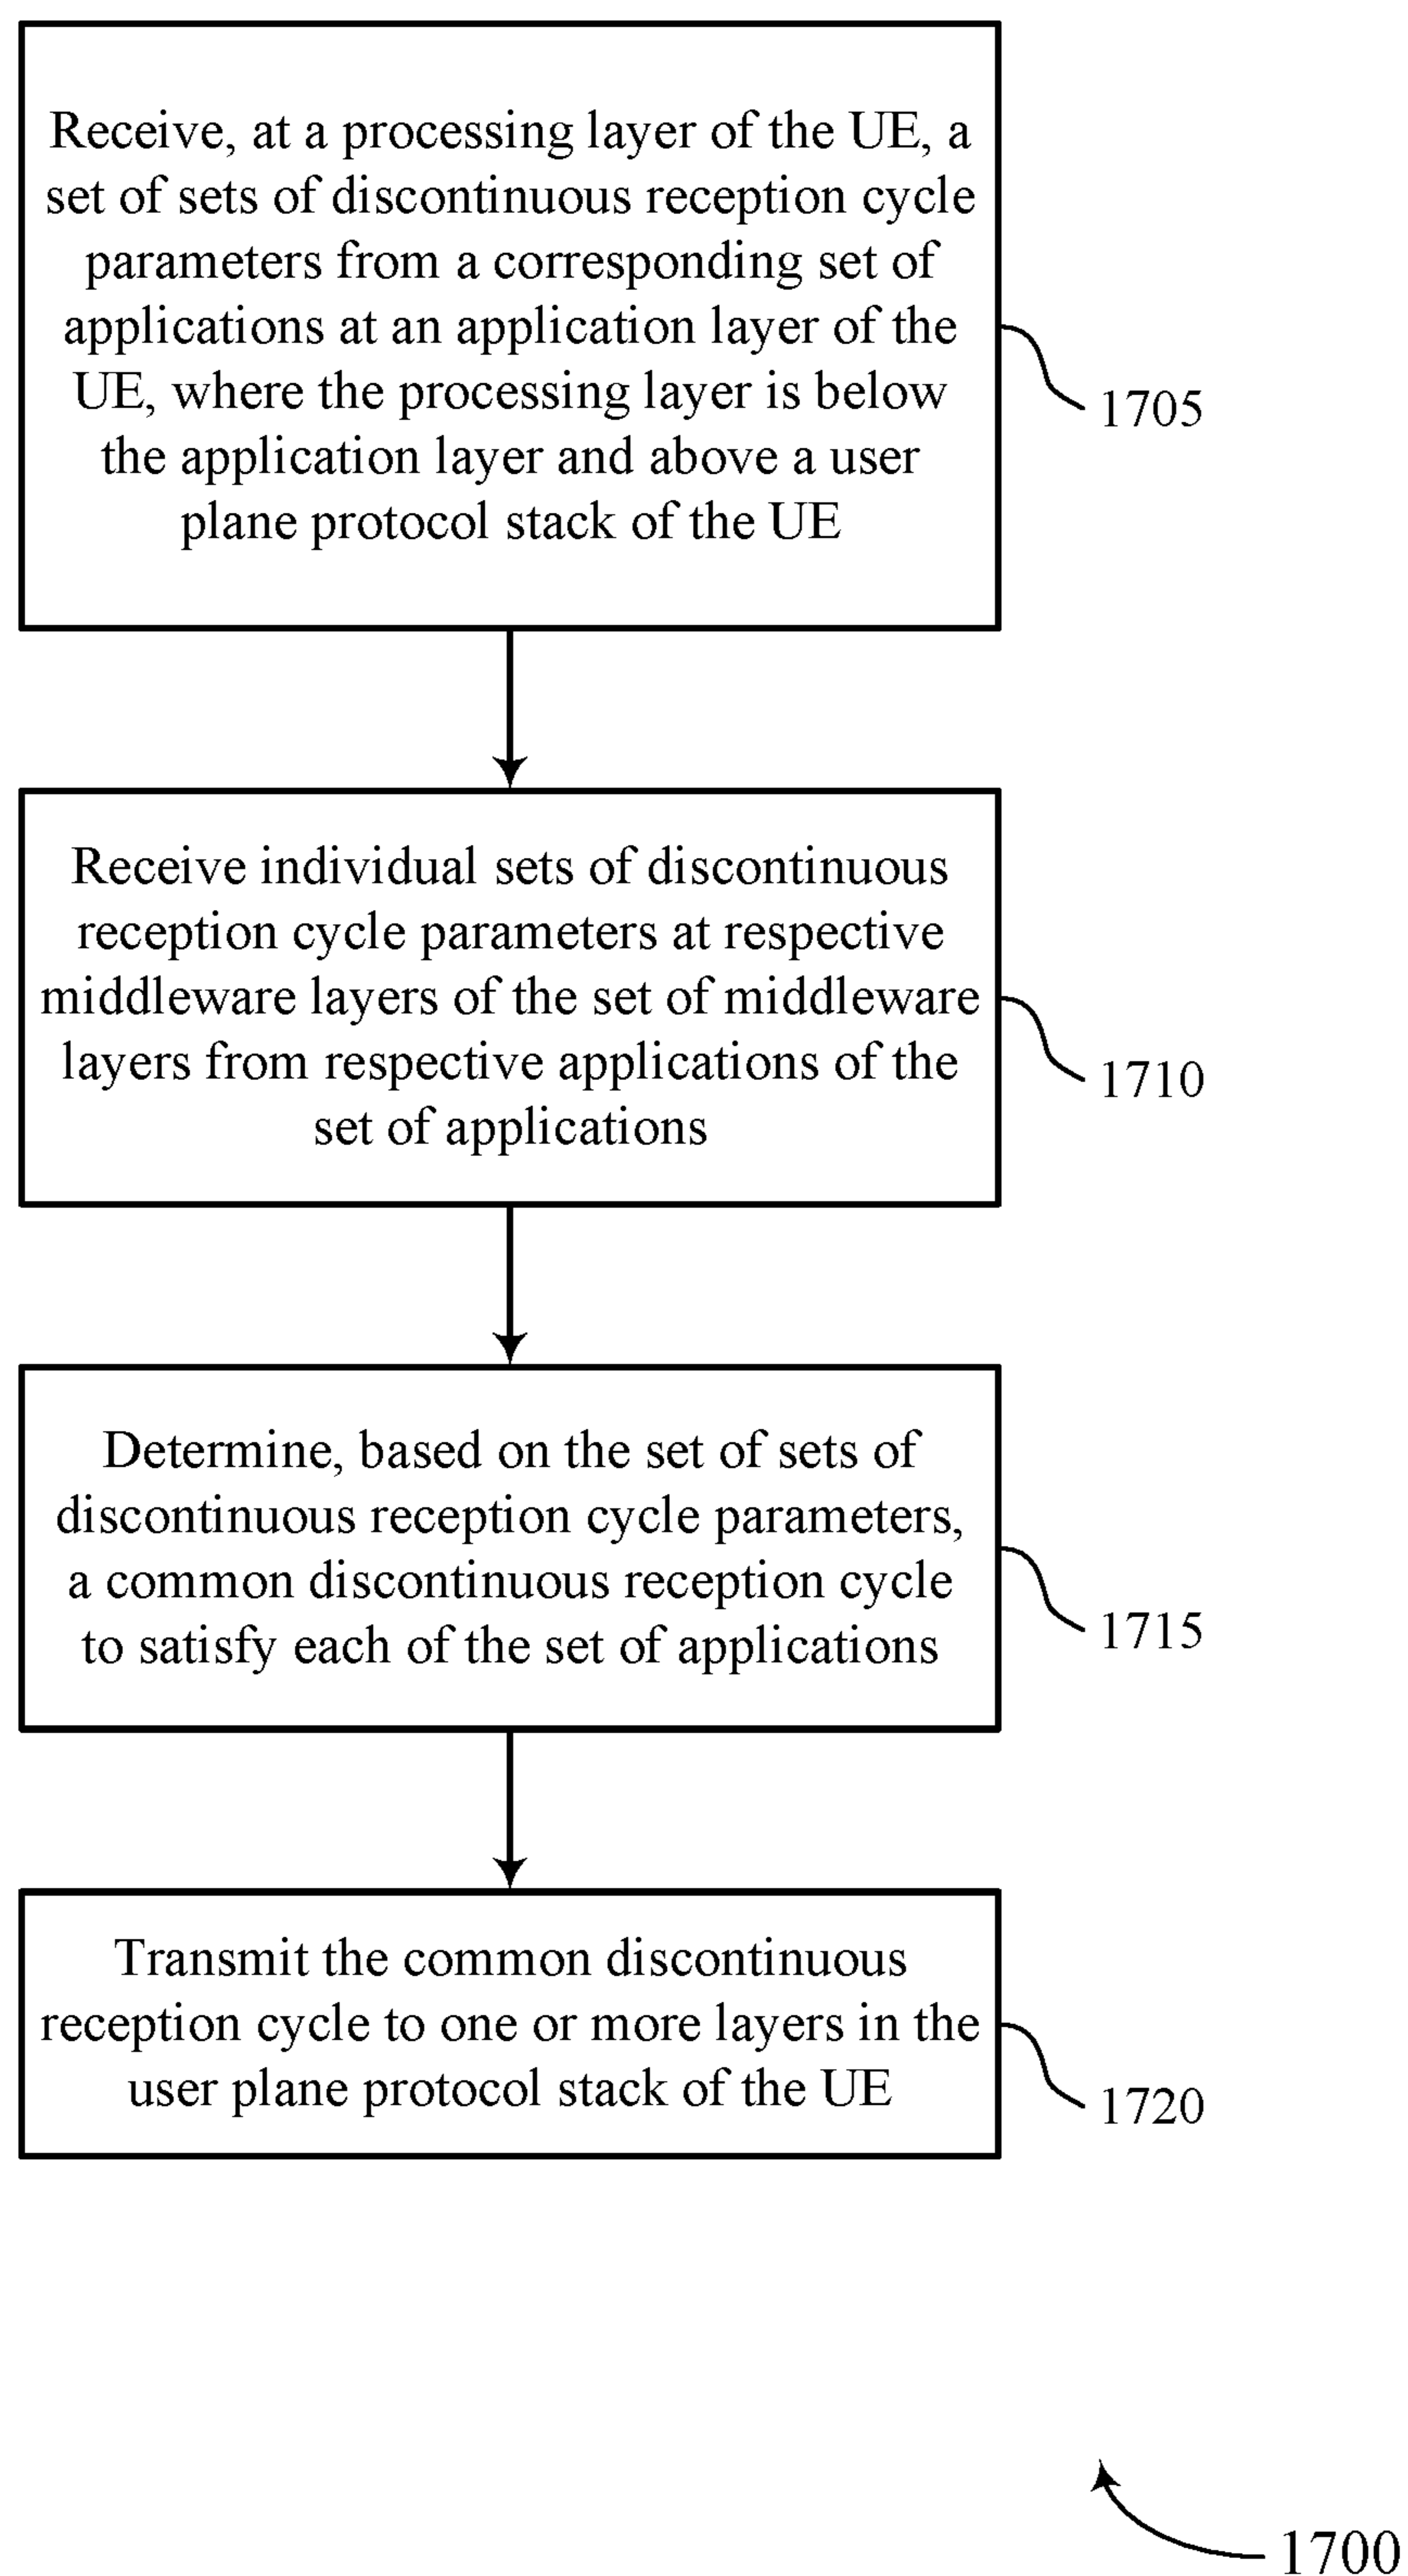 Receive, at a processing layer of the UE, a
set of sets of discontinuous reception cycle
parameters from a corresponding set of
applications at an application layer of the
UE, where the processing layer is below
the application layer and above a user
plane protocol stack of the UE
1705
Receive individual sets of discontinuous
reception cycle parameters at respective
middleware layers of the set of middleware
layers from respective applications of the
set of applications
1710
Determine, based on the set of sets of
discontinuous reception cycle parameters,
a common discontinuous reception cycle
to satisfy each of the set of applications
1715
Transmit the common discontinuous
reception cycle to one or more layers in the
user plane protocol stack of the UE
1720
1700